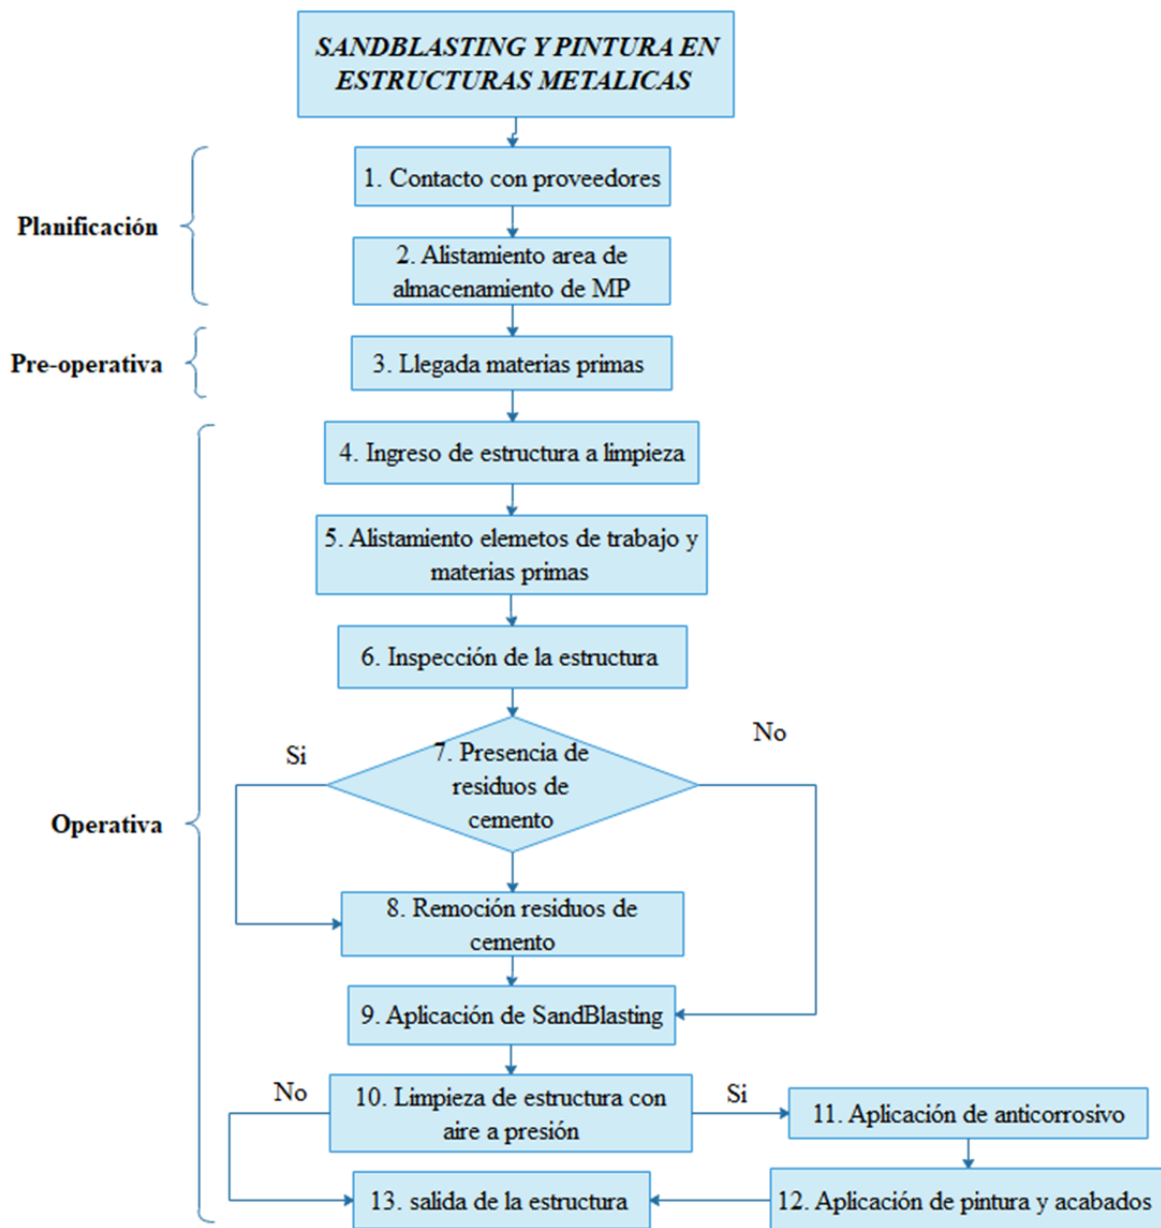 SANDBLASTING Y PINTURA EN
ESTRUCTURAS METALICAS
Planificación
1. Contacto con proveedores
2. Alistamiento area de
almacenamiento de MP
Pre-operativa
3. Llegada materias primas
Operativa
4. Ingreso de estructura a limpieza
5. Alistamiento elemetos de trabajo y
materias primas
6. Inspección de la estructura
7. Presencia de
residuos de
cemento
Si
No
8. Remoción residuos de
cemento
9. Aplicación de SandBlasting
10. Limpieza de estructura con
aire a presión
No
Si
11. Aplicación de anticorrosivo
12. Aplicación de pintura y acabados
13. salida de la estructura